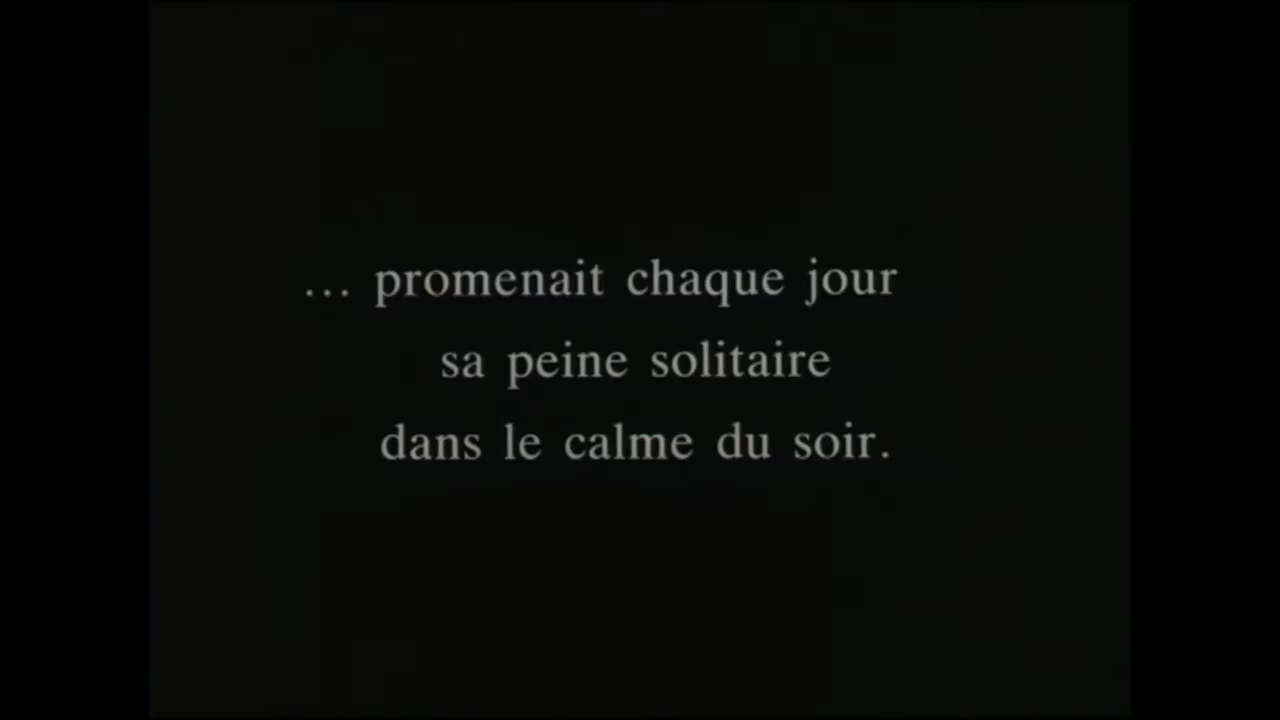 ... promenait chaque jour
sa peine solitaire
dans le calme du soir.